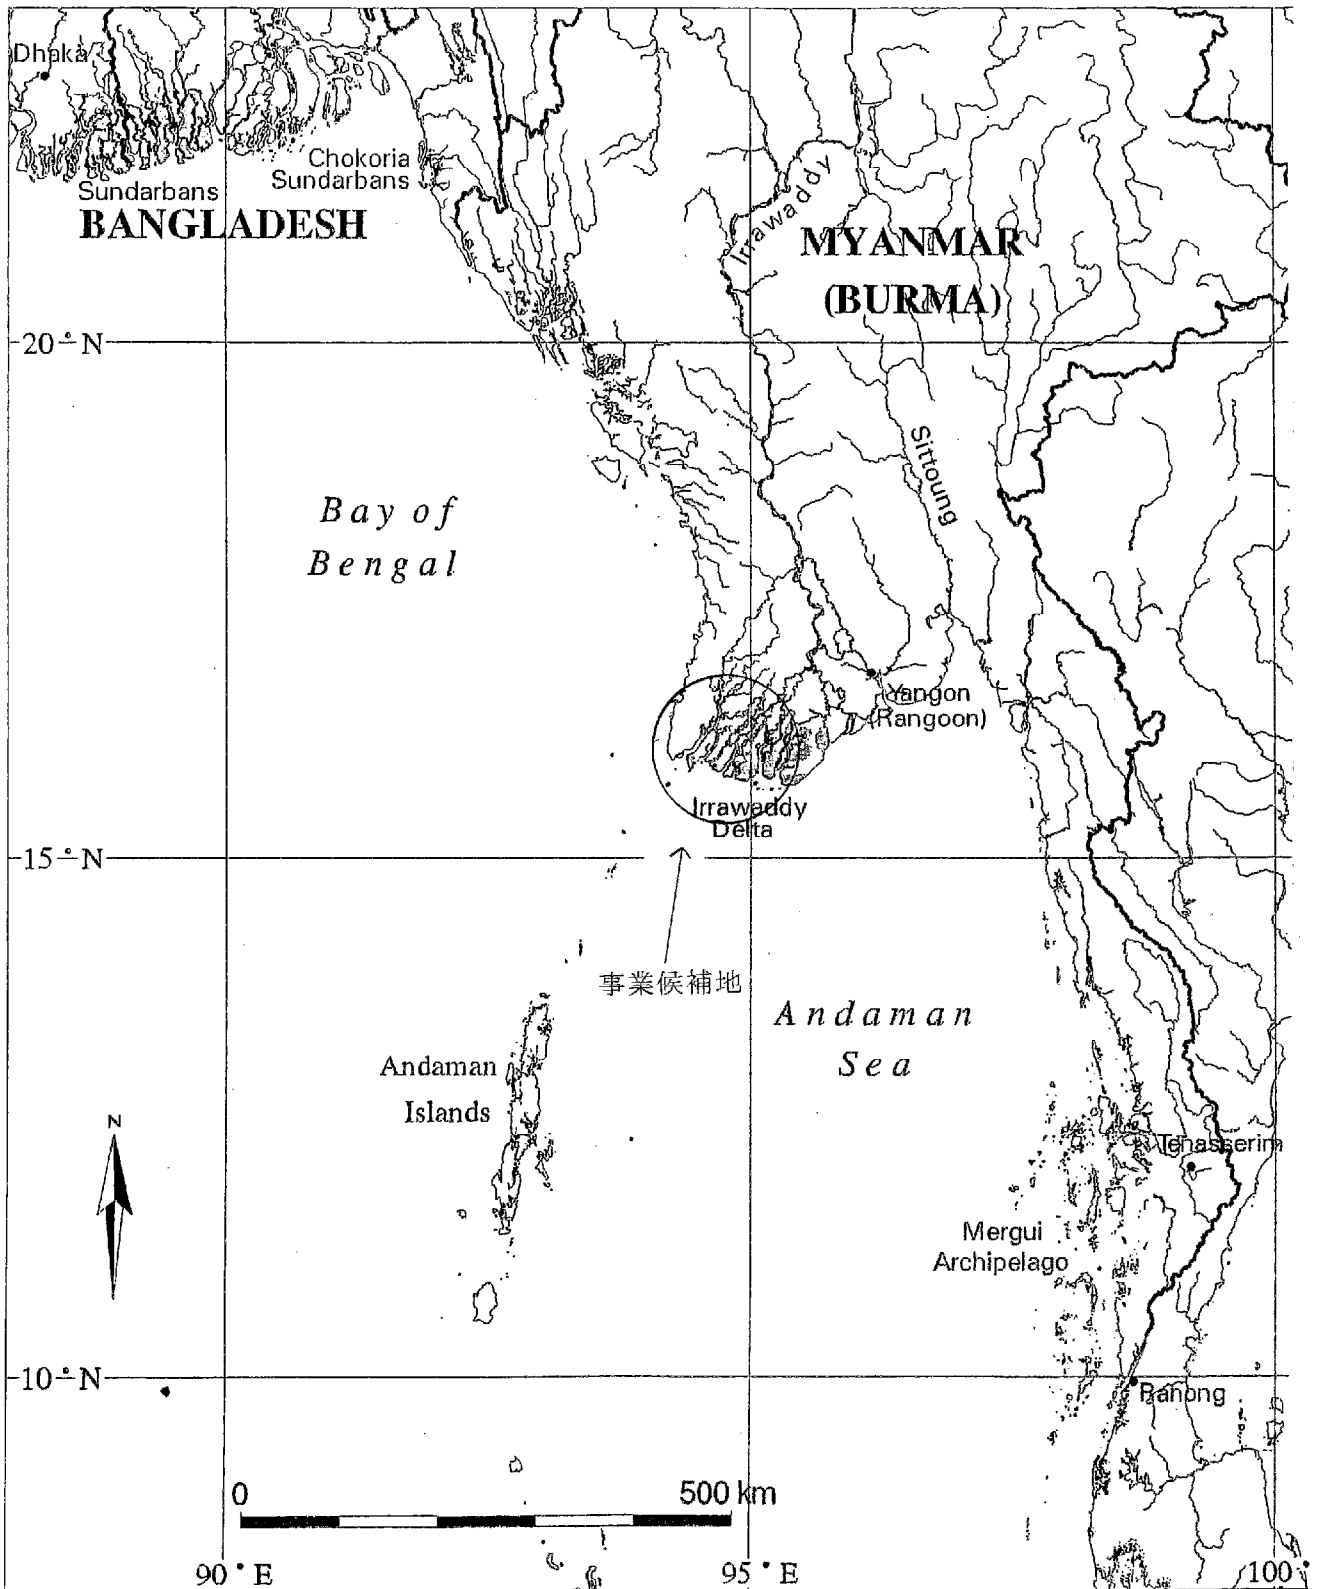 Dhaka
Chokoria
Sundarbans
Sundarbans
BANGLADESH
Irrawaddy
MYANMAR
(BURMA)
20°N
Sittoung
Bay of
Bengal
Yangon
(Rangoon)
Irrawaddy
Delta
15°N
事業候補地
Andaman
Sea
Andaman
Islands
N
Tenasserim
Mergui
Archipelago
10°N
Ranong
0
500 km
90°E
95°E
100°